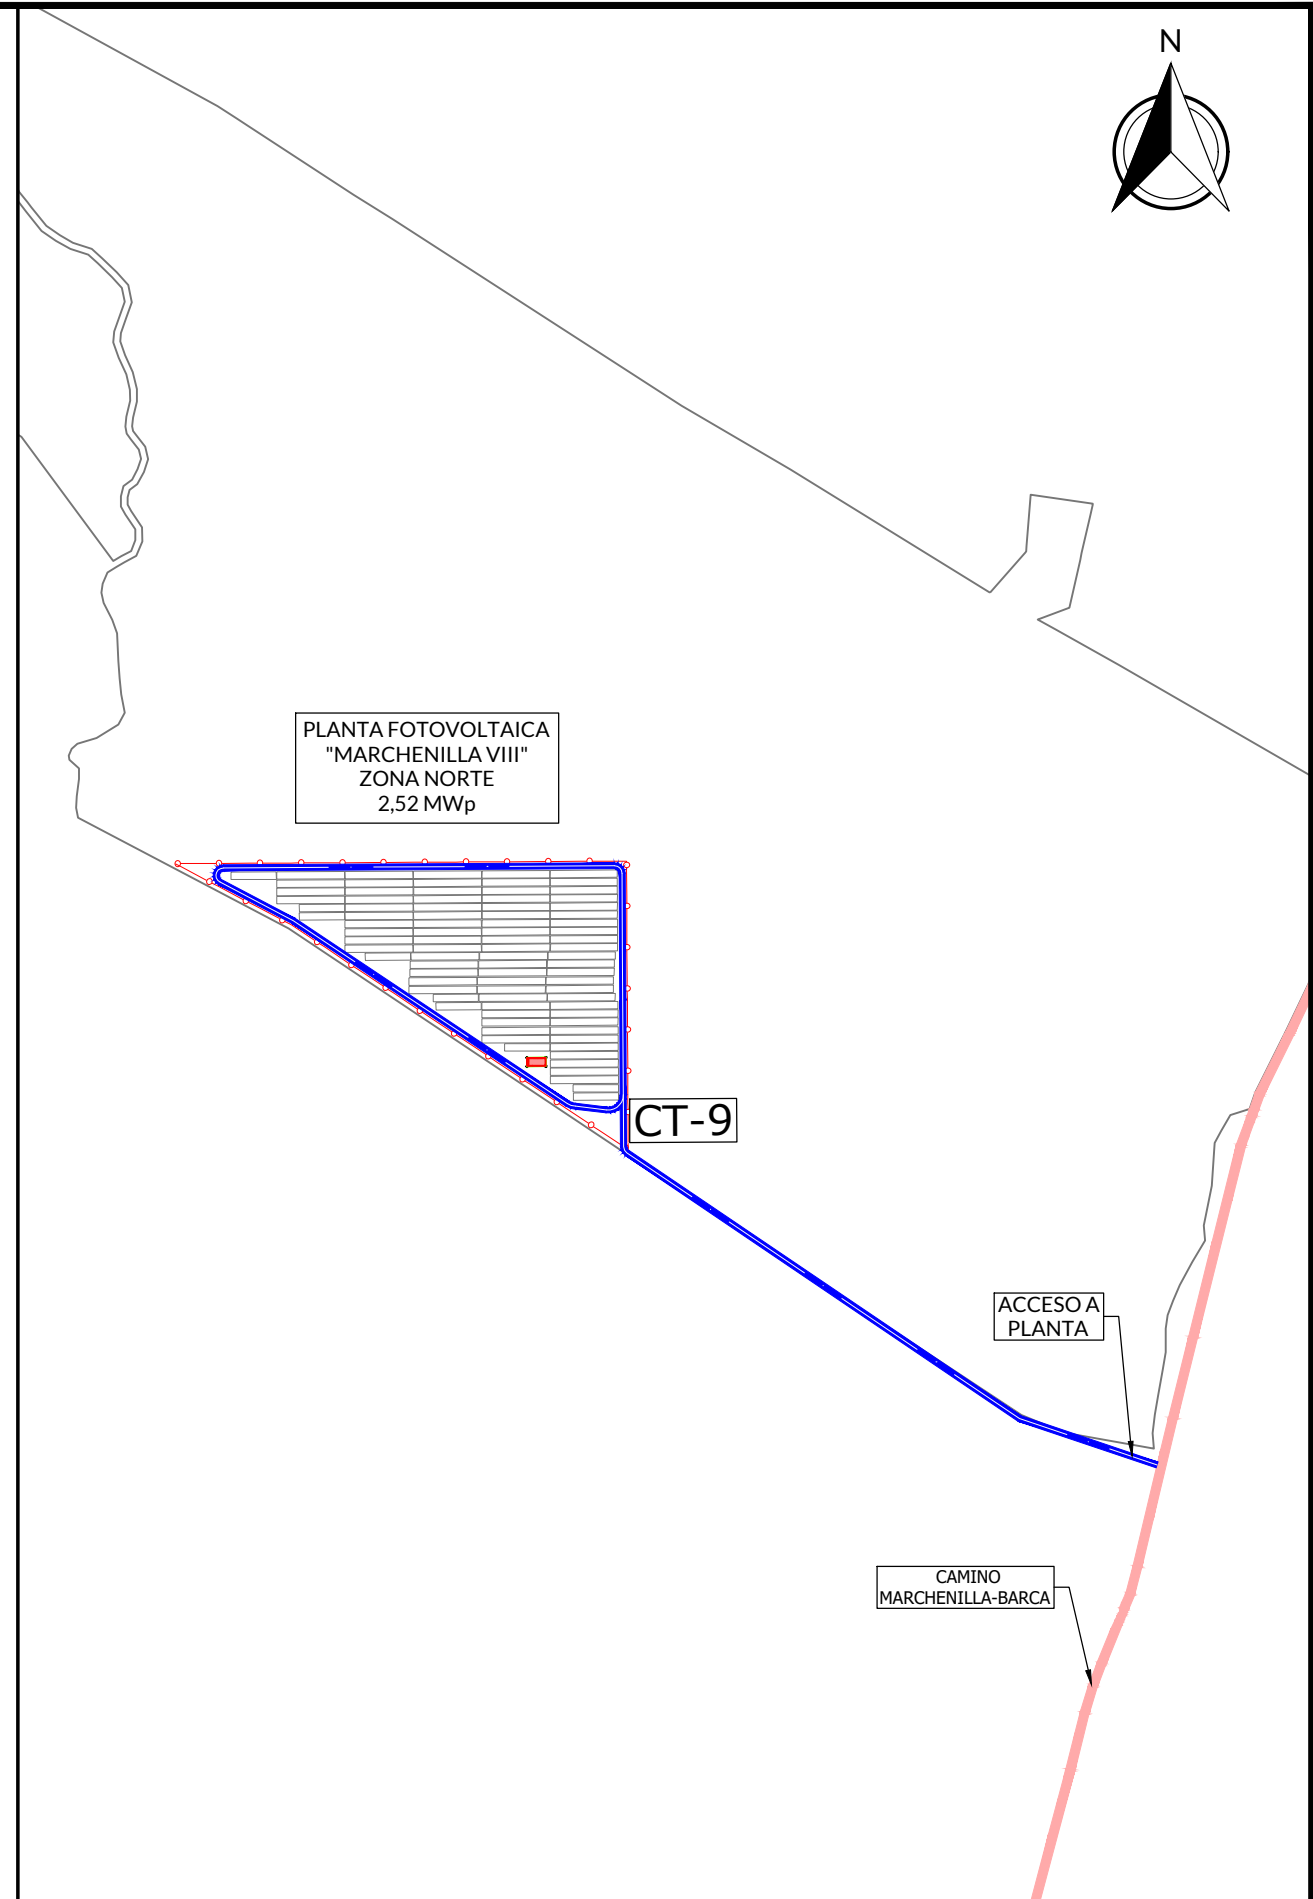 N
PLANTA FOTOVOLTAICA
"MARCHENILLA VIII"
ZONA NORTE
2,52 MWp
CT-9
ACCESO A
PLANTA
CAMINO
MARCHENILLA-BARCA